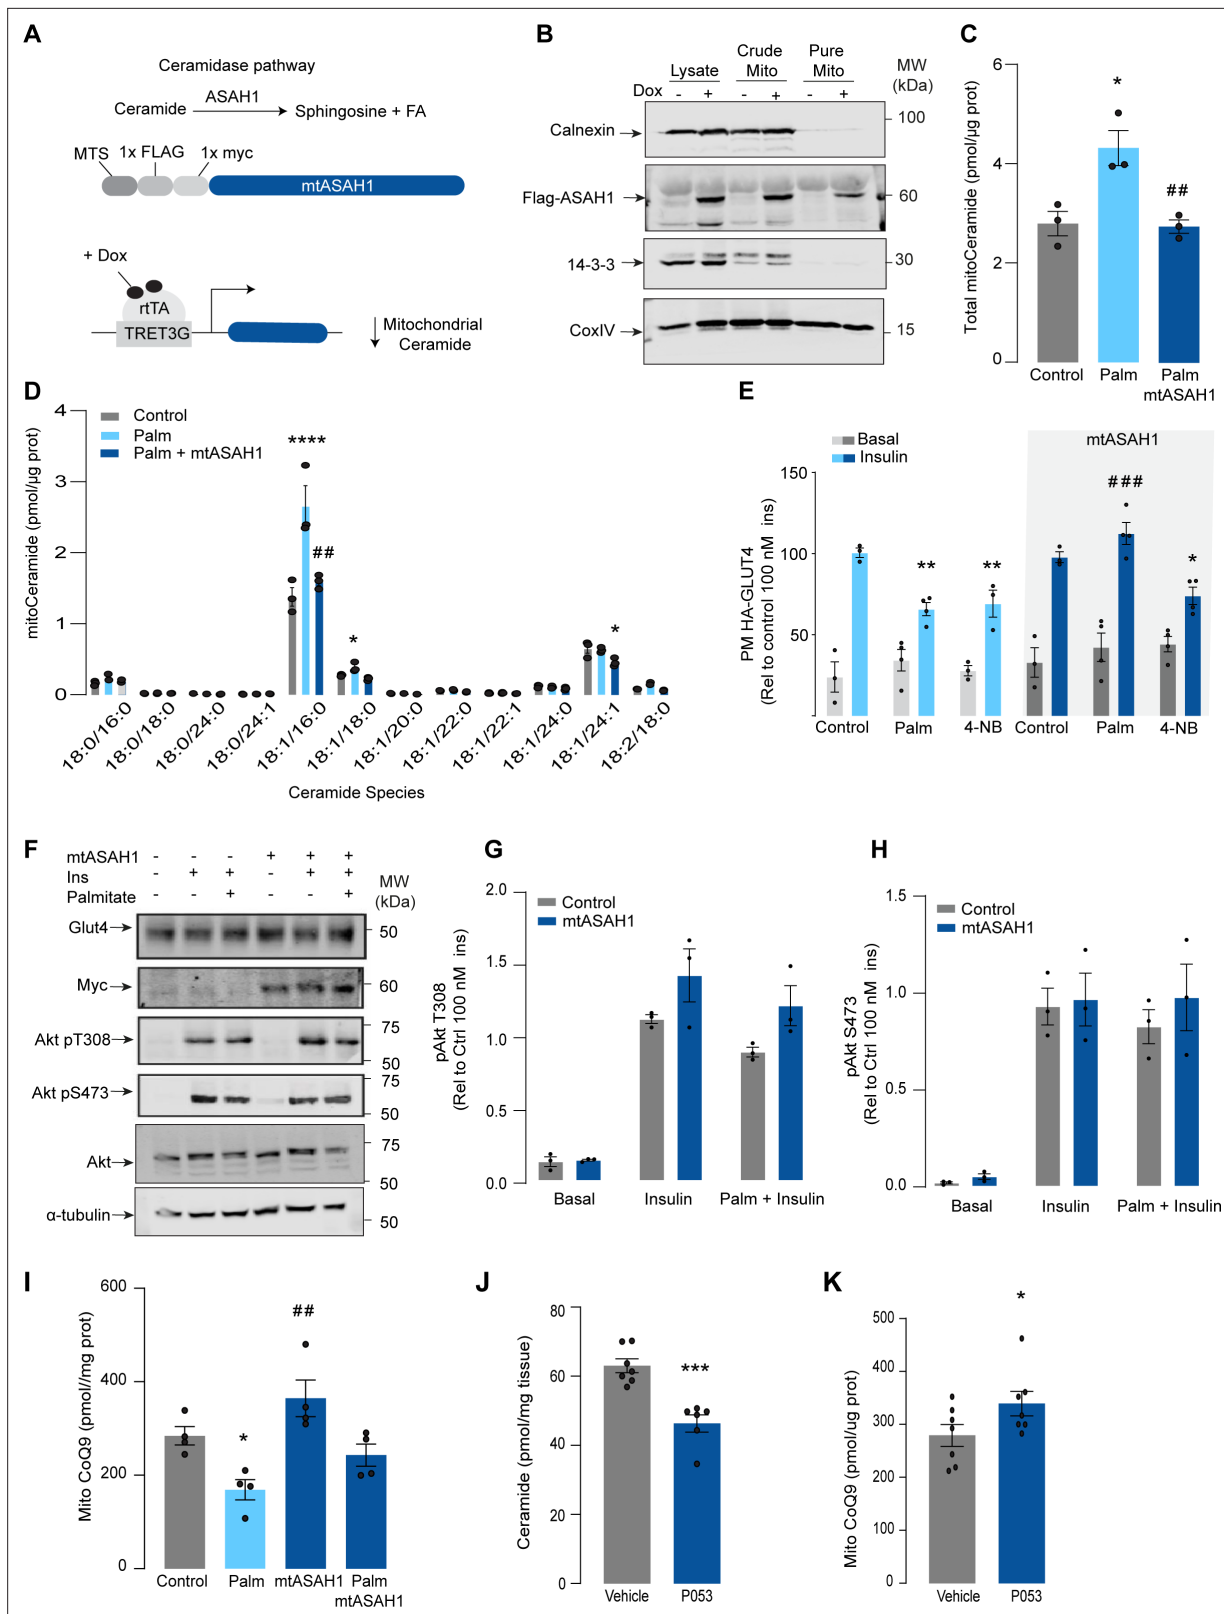 A
Ceramidase pathway
ASAH1
Ceramide Sphingosine + FA
MTS 1x FLAG 1x myc
mtASAH1
+ Dox
rtTA
TRET3G
Mitochondrial
Ceramide
B
Lysate Crude Mito Pure Mito MW (kDa)
Dox - + - + - +
Calnexin 100
Flag-ASAH1 60
14-3-3 30
CoxIV 15
C
Total mitoCeramide (pmol/µg prot)
6
4
2
0
*
##
Control Palm Palm mtASAH1
D
mitoCeramide (pmol/µg prot)
4
3
2
1
0
Control
Palm
Palm + mtASAH1
****
##
*
*
18:0/16:0 18:0/18:0 18:0/24:0 18:0/24:1 18:1/16:0 18:1/18:0 18:1/20:0 18:1/22:0 18:1/22:1 18:1/24:0 18:1/24:1 18:2/18:0
Ceramide Species
E
Basal
Insulin
mtASAH1
PM HA-GLUT4
(Rel to control 100 nM ins)
150
100
50
** ** ### *
Control Palm 4-NB Control Palm 4-NB
F
mtASAH1 - - - + + +
Ins - + + - + +
Palmitate - - + - - +
MW
(kDa)
Glut4 50
Myc 60
Akt pT308 75
50
Akt pS473 75
50
Akt 75
50
α-tubulin 50
G
Control
mtASAH1
pAkt T308
(Rel to Ctrl 100 nM ins)
2.0
1.5
1.0
0.5
0.0
Basal Insulin Palm + Insulin
H
Control
mtASAH1
pAkt S473
(Rel to Ctrl 100 nM ins)
1.5
1.0
0.5
0.0
Basal Insulin Palm + Insulin
I
Mito CoQ9 (pmol//mg prot)
600
400
200
0
*
##
Control Palm mtASAH1 Palm mtASAH1
J
Ceramide (pmol/mg tissue)
80
60
40
20
0
***
Vehicle P053
K
Mito CoQ9 (pmol/ug prot)
500
400
300
200
100
0
*
Vehicle P053